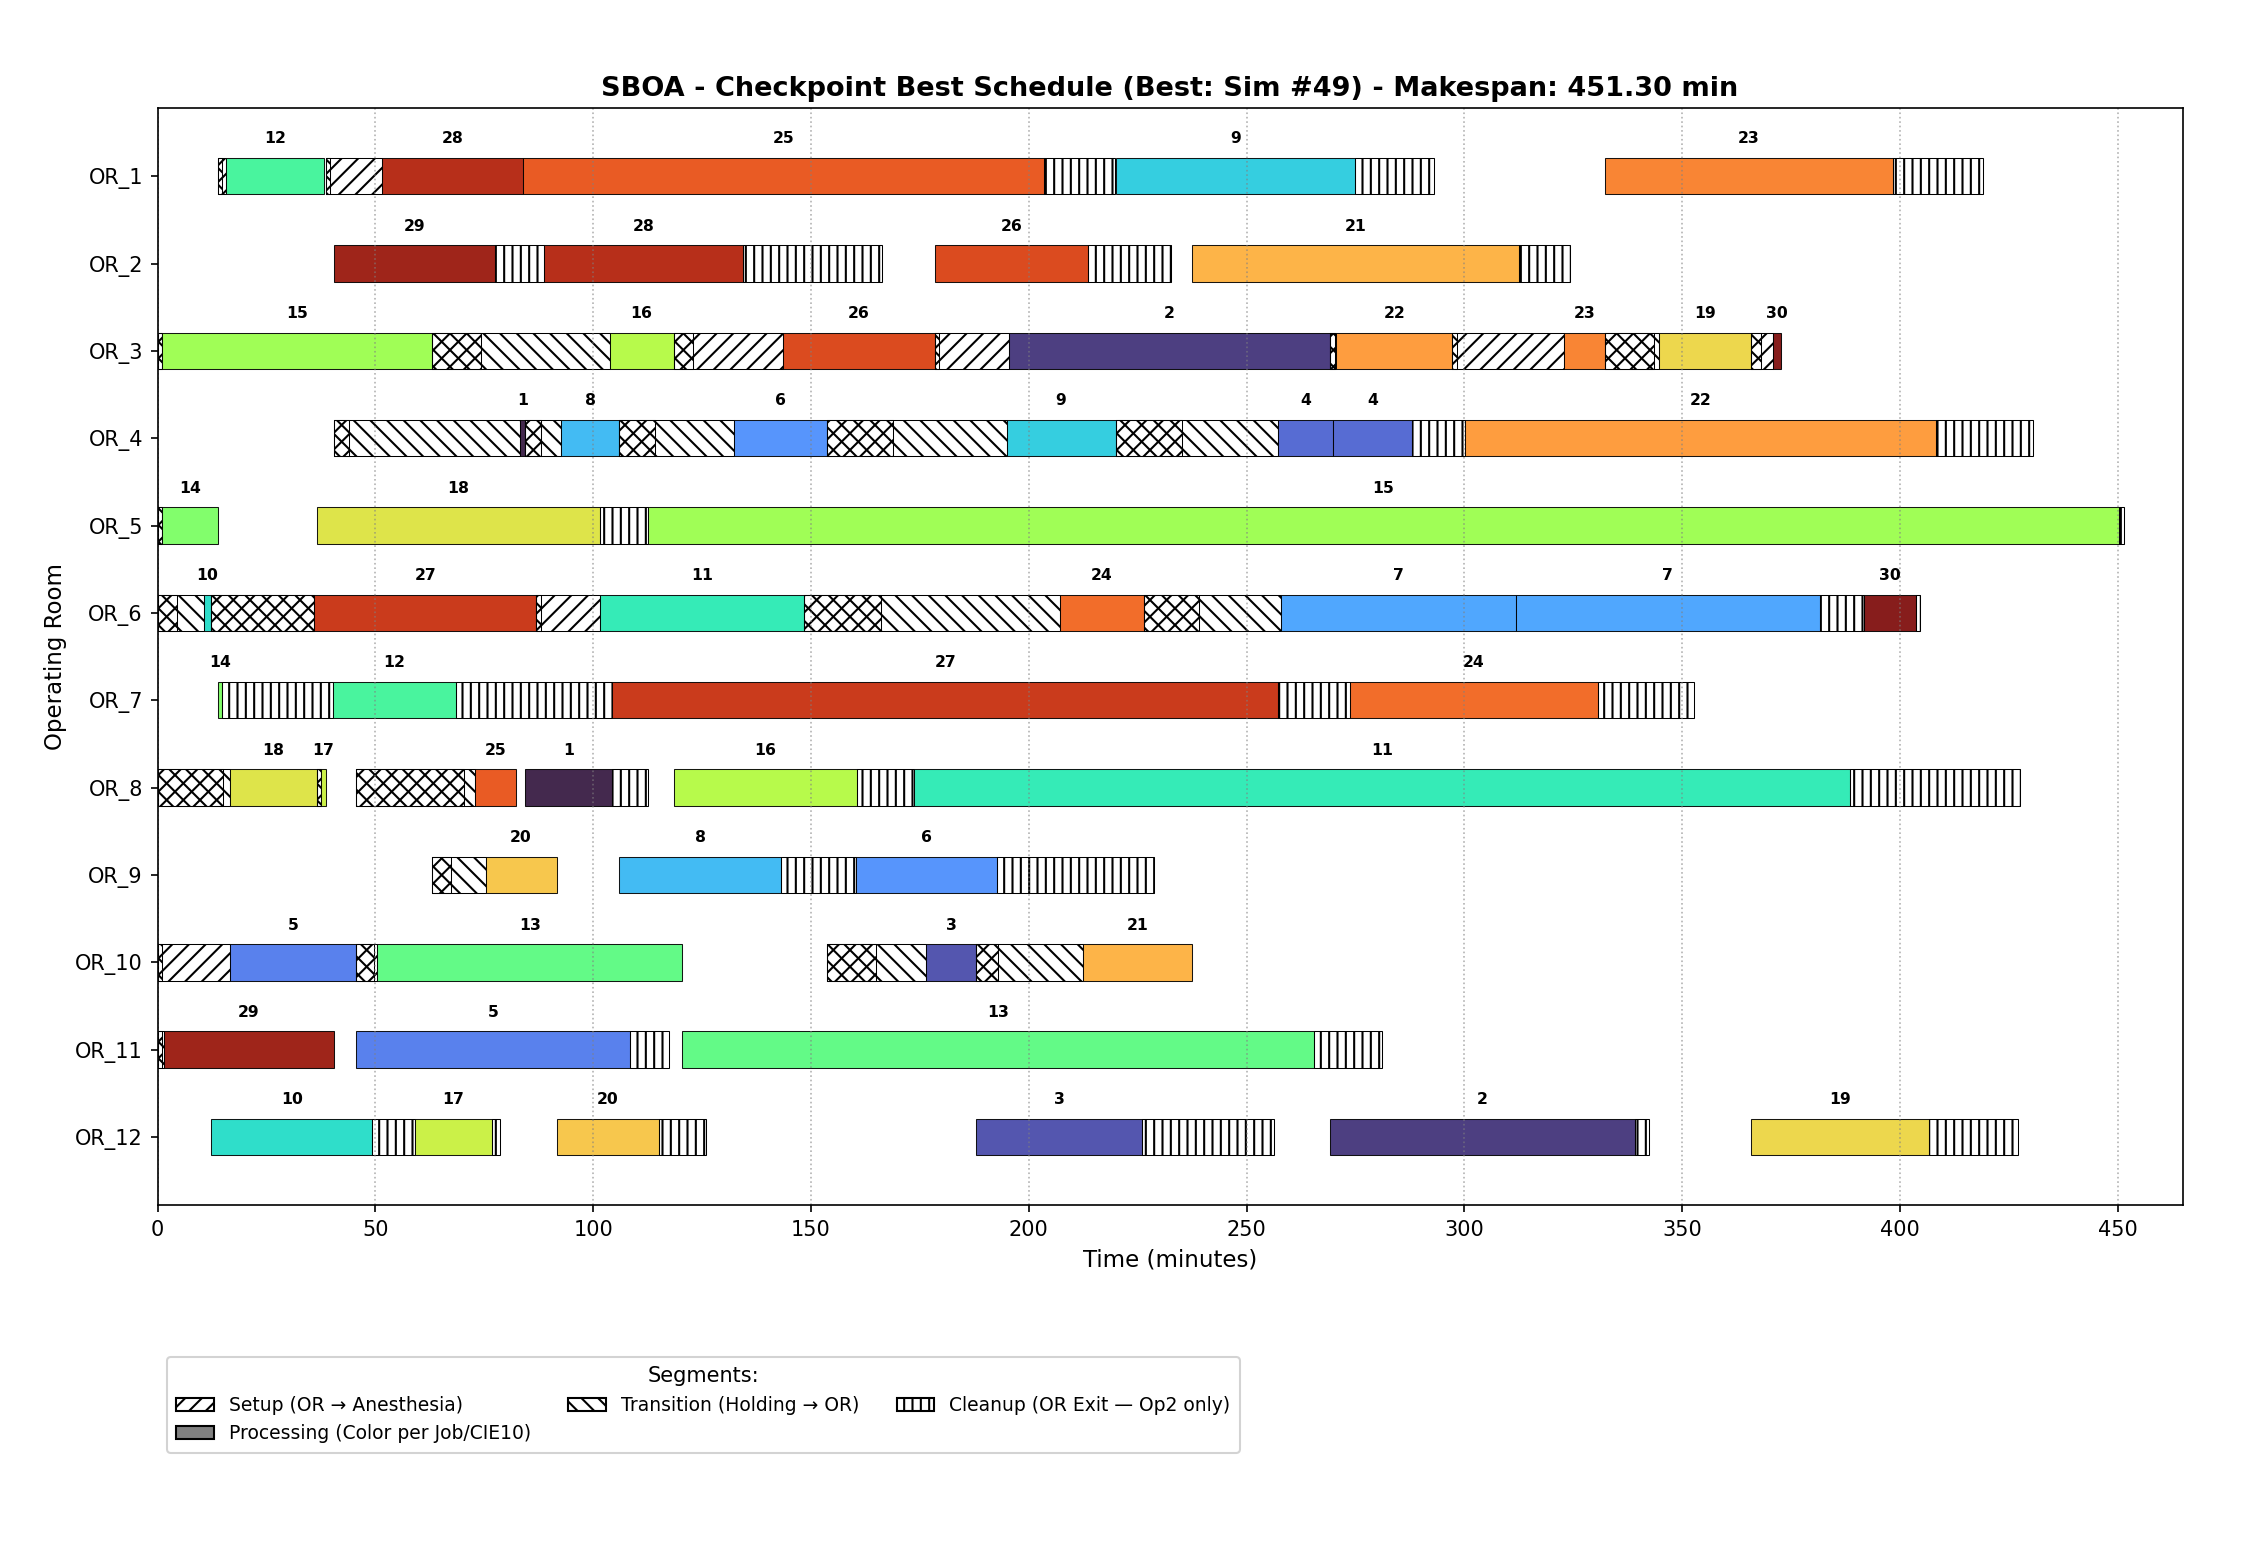 SBOA - Checkpoint Best Schedule (Best: Sim #49) - Makespan: 451.30 min
12 28 25 9 23
OR_1
29 28 26 21
OR_2
15 16 26 2 22 23 19 30
OR_3
1 8 6 9 4 4 22
OR_4
14 18 15
OR_5
10 27 11 24 7 7 30
OR_6
14 12 27 24
OR_7
18 17 25 1 16 11
OR_8
20 8 6
OR_9
5 13 3 21
OR_10
29 5 13
OR_11
10 17 20 3 2 19
OR_12
Operating Room
0 50 100 150 200 250 300 350 400 450
Time (minutes)
Segments:
Setup (OR → Anesthesia) Transition (Holding → OR) Cleanup (OR Exit — Op2 only)
Processing (Color per Job/CIE10)